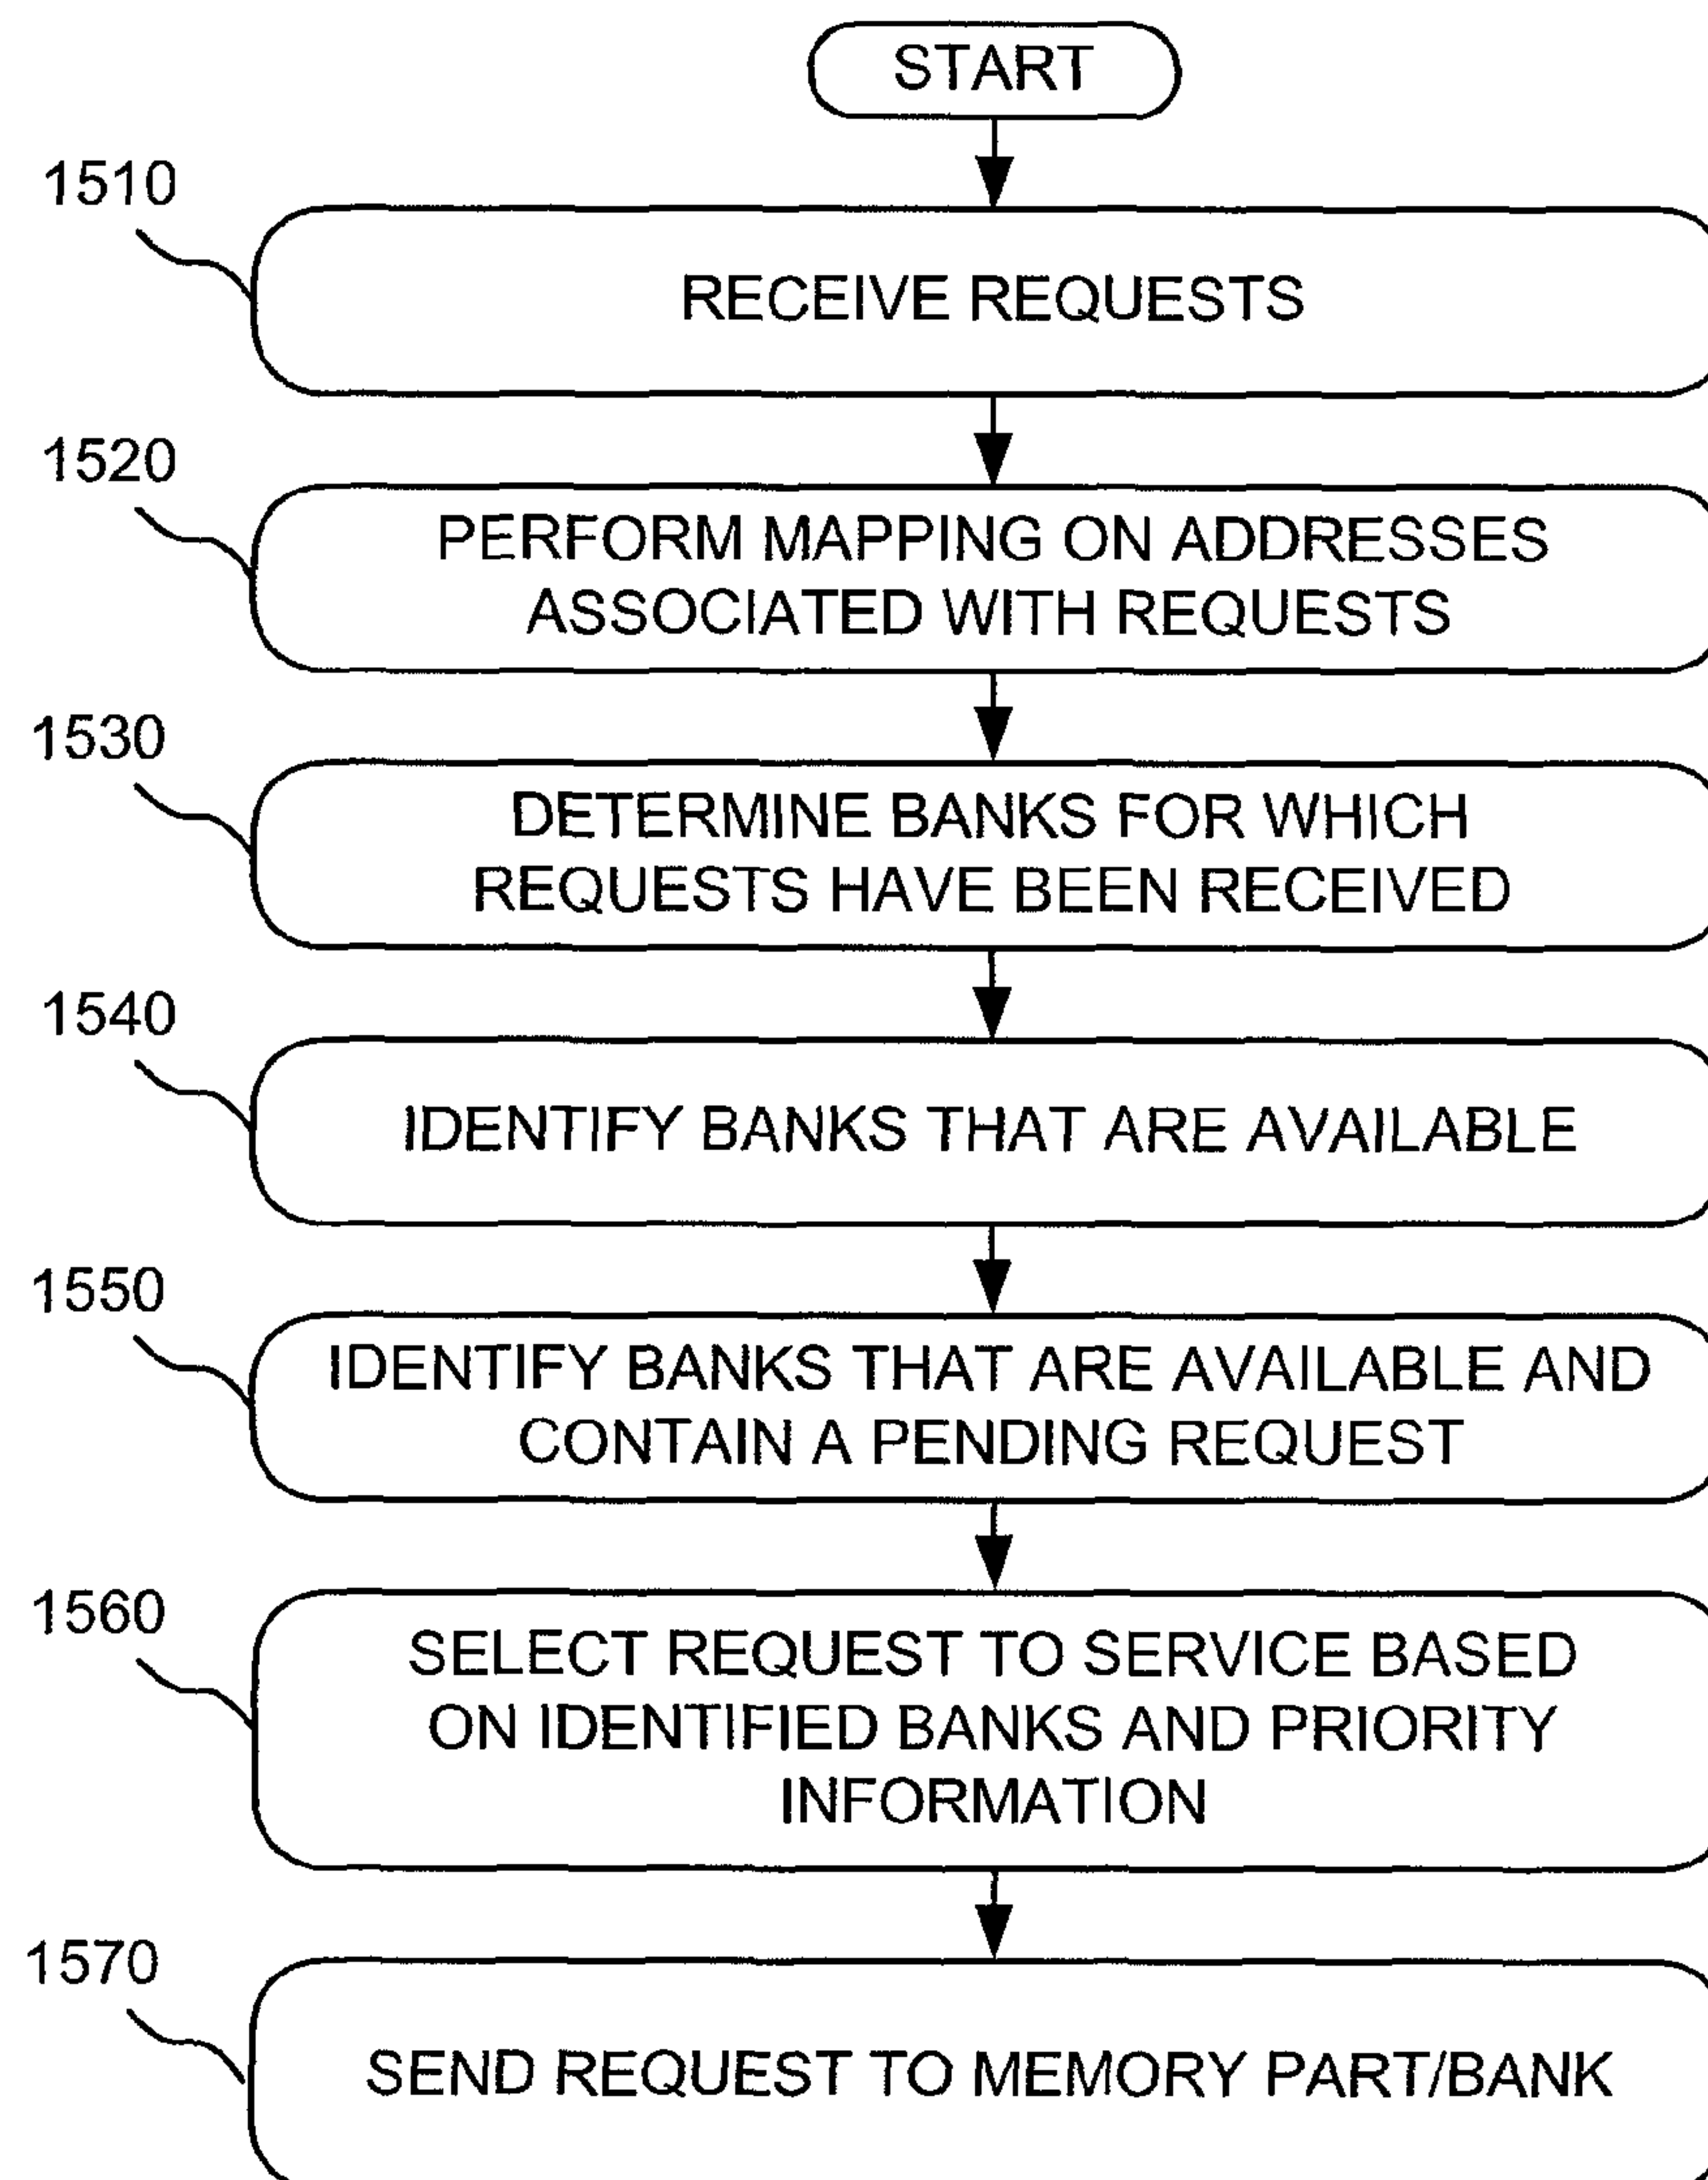 START
1510
RECEIVE REQUESTS
1520
PERFORM MAPPING ON ADDRESSES
ASSOCIATED WITH REQUESTS
1530
DETERMINE BANKS FOR WHICH
REQUESTS HAVE BEEN RECEIVED
1540
IDENTIFY BANKS THAT ARE AVAILABLE
1550
IDENTIFY BANKS THAT ARE AVAILABLE AND
CONTAIN A PENDING REQUEST
1560
SELECT REQUEST TO SERVICE BASED
ON IDENTIFIED BANKS AND PRIORITY
INFORMATION
1570
SEND REQUEST TO MEMORY PART/BANK